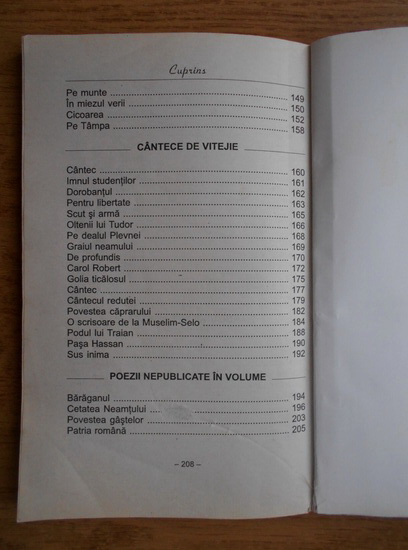 Cuprins
Pe munte ........ 149
În miezul verii ........ 150
Cicoarea ........ 152
Pe Tâmpa ........ 158
CÂNTECE DE VITEJIE
Cântec ........ 160
Imnul studenților ........ 161
Dorobanțul ........ 162
Pentru libertate ........ 163
Scut şi armă ........ 165
Oltenii lui Tudor ........ 166
Pe dealul Plevnei ........ 168
Graiul neamului ........ 169
De profundis ........ 170
Carol Robert ........ 172
Golia ticălosul ........ 175
Cântec ........ 177
Cântecul redutei ........ 179
Povestea căprarului ........ 182
O scrisoare de la Muselim-Selo ........ 184
Podul lui Traian ........ 188
Paşa Hassan ........ 190
Sus inima ........ 192
POEZII NEPUBLICATE ÎN VOLUME
Bărăganul ........ 194
Cetatea Neamțului ........ 196
Povestea gâştelor ........ 203
Patria română ........ 205
– 208 –